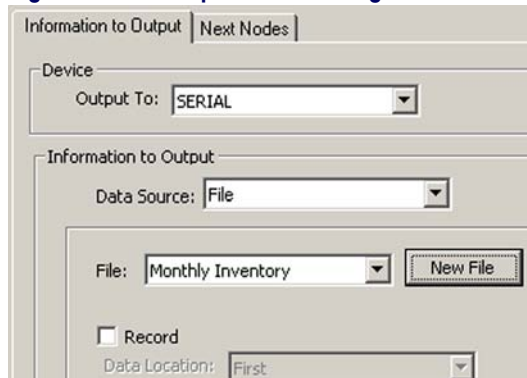 Information to Output Next Nodes
Device
Output To: SERIAL
Information to Output
Data Source: File
File: Monthly Inventory New File
Record
Data Location: First